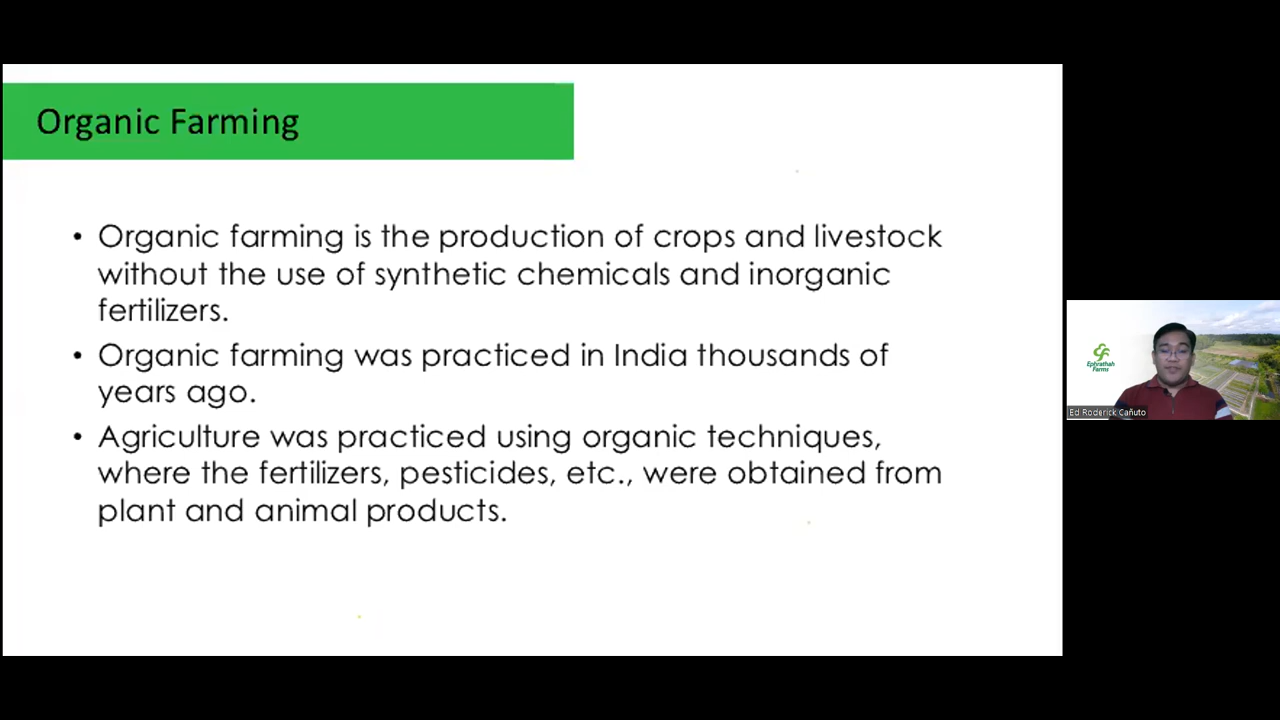 Organic Farming
• Organic farming is the production of crops and livestock
without the use of synthetic chemicals and inorganic
fertilizers.
• Organic farming was practiced in India thousands of
years ago.
• Agriculture was practiced using organic techniques,
where the fertilizers, pesticides, etc., were obtained from
plant and animal products.
Ephrathah
Farms
Ed Roderick Cañuto